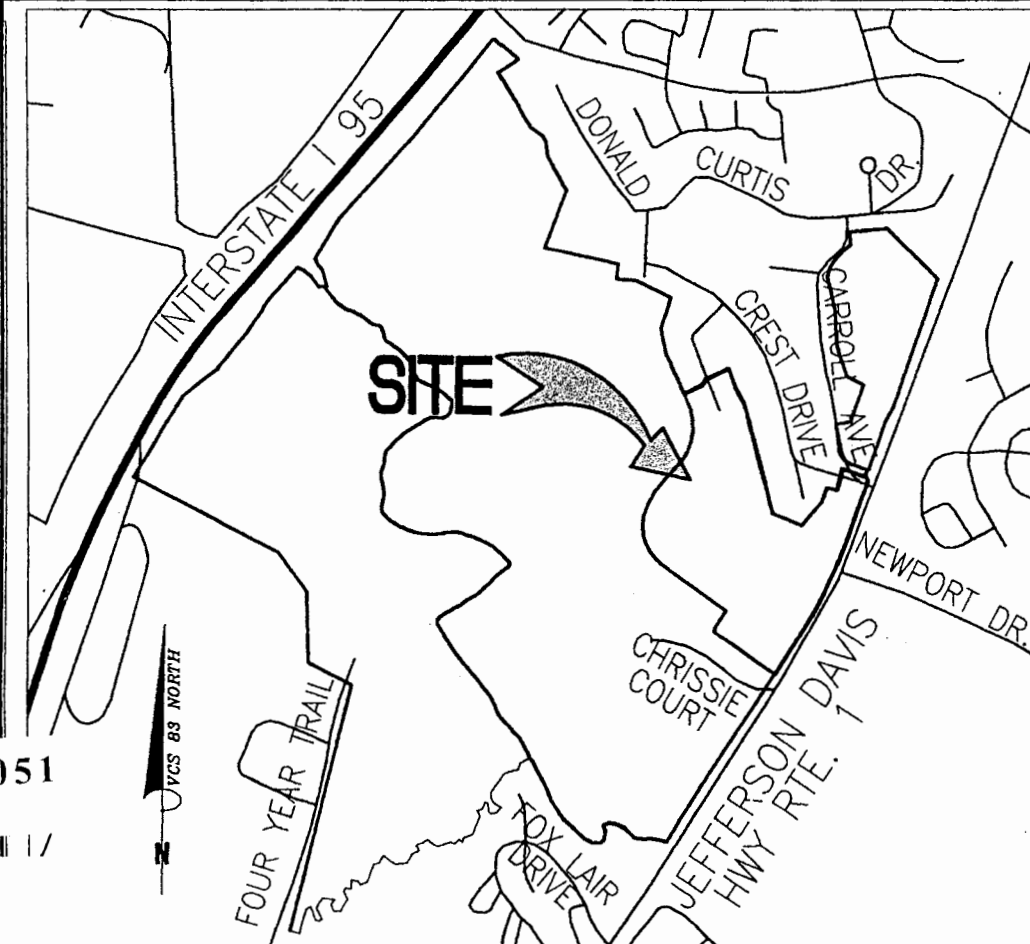 INTERSTATE I 95
DONALD
CURTIS
DR.
CREST DRIVE
CARROLL AVE
SITE
NEWPORT DR.
CHRISSIE
COURT
JEFFERSON DAVIS
HWY RTE. 1
VCS 83 NORTH
N
FOUR YEAR TRAIL
FOX LAIR
DRIVE
051